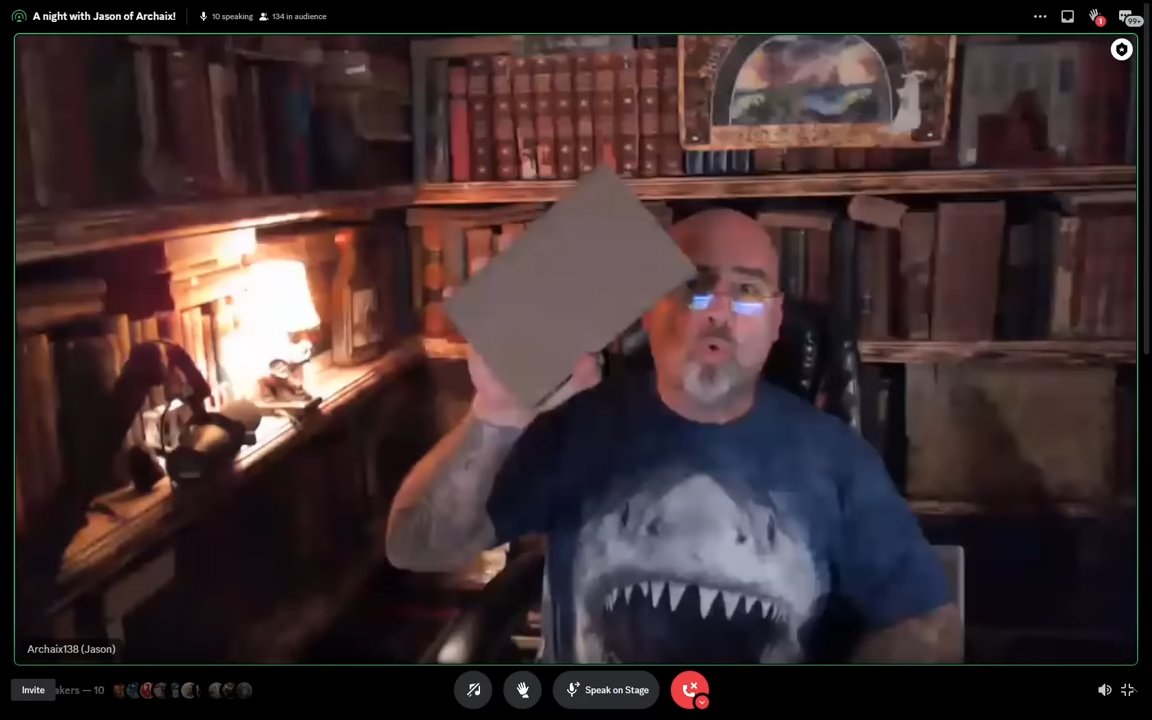 A night with Jason of Archaix!
10 speaking
134 in audience
1
99+
Archaix138 (Jason)
Invite
akers — 10
Speak on Stage